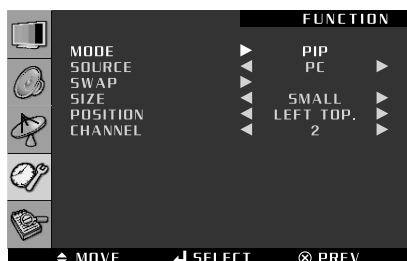 FUNCTION
MODE PIP
SOURCE PC
SWAP
SIZE SMALL
POSITION LEFT TOP.
CHANNEL 2
MOVE SELECT PREV